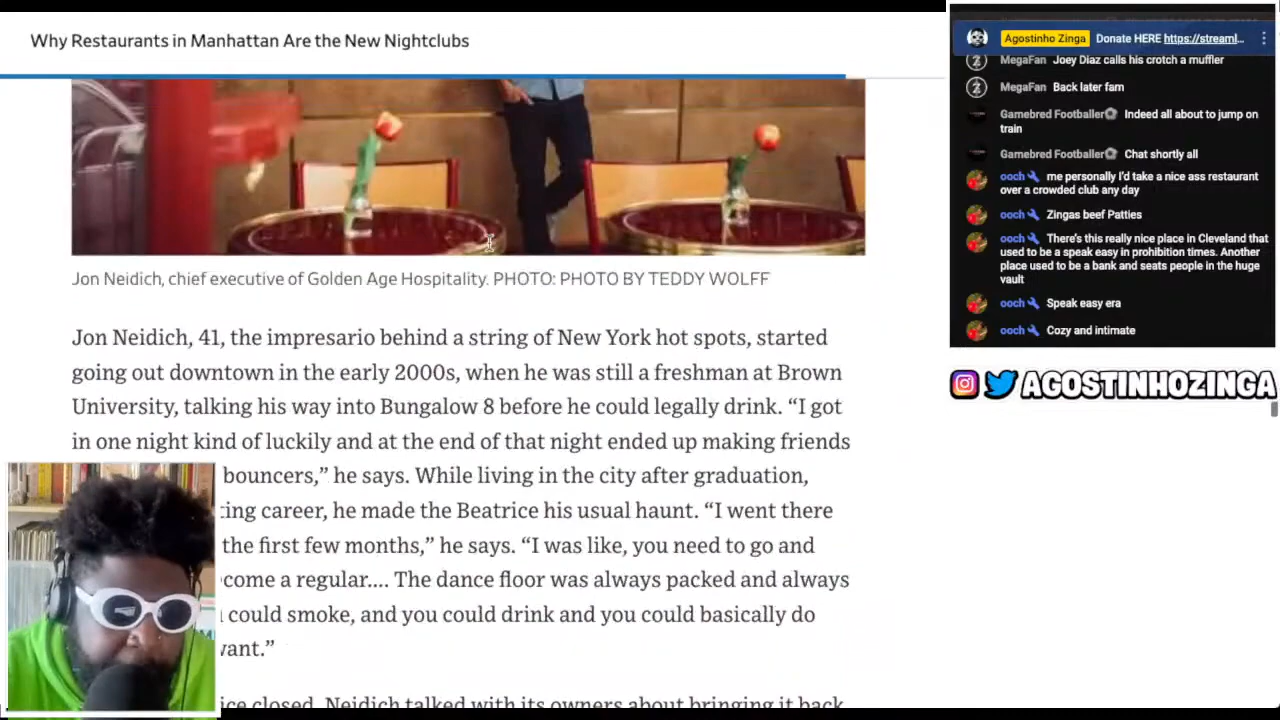 Why Restaurants in Manhattan Are the New Nightclubs
Jon Neidich, chief executive of Golden Age Hospitality. PHOTO: PHOTO BY TEDDY WOLFF
Jon Neidich, 41, the impresario behind a string of New York hot spots, started
going out downtown in the early 2000s, when he was still a freshman at Brown
University, talking his way into Bungalow 8 before he could legally drink. “I got
in one night kind of luckily and at the end of that night ended up making friends
bouncers,” he says. While living in the city after graduation,
career, he made the Beatrice his usual haunt. “I went there
the first few months,” he says. “I was like, you need to go and
come a regular.... The dance floor was always packed and always
could smoke, and you could drink and you could basically do
want.”
closed, Neidich talked with its owners about bringing it back
Agostinho Zinga Donate HERE https://streaml...
MegaFan Joey Diaz calls his crotch a muffler
MegaFan Back later fam
Gamebred Footballer⚽ Indeed all about to jump on
train
Gamebred Footballer⚽ Chat shortly all
ooch me personally I'd take a nice ass restaurant
over a crowded club any day
ooch Zingas beef Patties
ooch There's this really nice place in Cleveland that
used to be a speak easy in prohibition times. Another
place used to be a bank and seats people in the huge
vault
ooch Speak easy era
ooch Cozy and intimate
AGOSTINHOZINGA